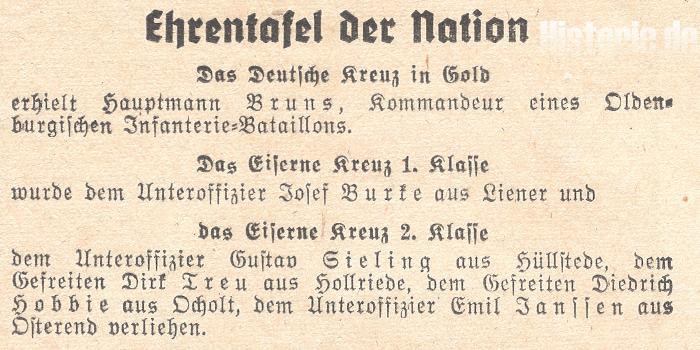 Ehrentafel der Nation
Historic.de
Das Deutsche Kreuz in Gold
erhielt Hauptmann Bruns, Kommandeur eines Olden-
burgischen Infanterie-Bataillons.
Das Eiserne Kreuz 1. Klasse
wurde dem Unteroffizier Josef Burke aus Liener und
das Eiserne Kreuz 2. Klasse
dem Unteroffizier Gustav Sieling aus Hüllstede, dem
Gefreiten Dirk Treu aus Hollriede, dem Gefreiten Diedrich
Hobbie aus Ocholt, dem Unteroffizier Emil Janssen aus
Osterend verliehen.